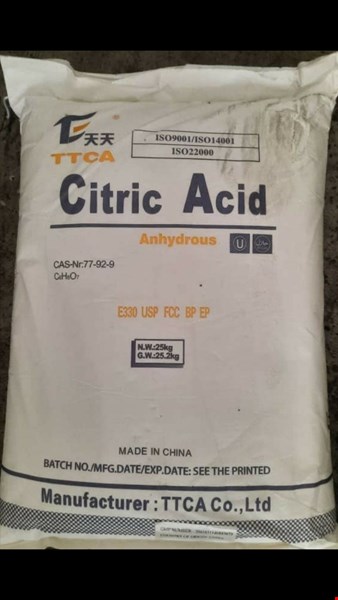 天天
TTCA
ISO9001/ISO14001
ISO22000
Citric Acid
Anhydrous
U
CAS-Nr:77-92-9
C₆H₈O₇
E330 USP FCC BP EP
N.W.:25kg
G.W.:25.2kg
MADE IN CHINA
BATCH NO./MFG.DATE/EXP.DATE: SEE THE PRINTED
Manufacturer : TTCA Co., Ltd